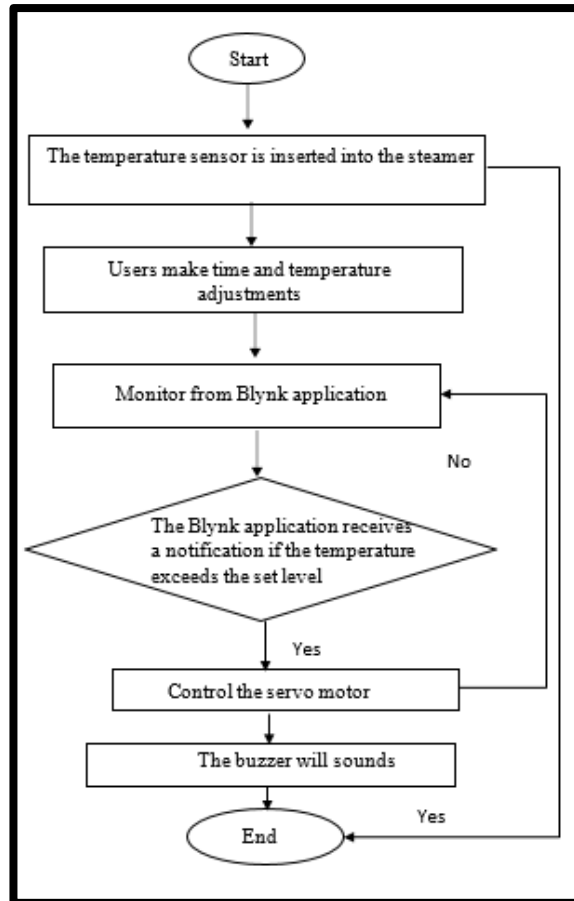 Start
The temperature sensor is inserted into the steamer
Users make time and temperature
adjustments
Monitor from Blynk application
No
The Blynk application receives
a notification if the temperature
exceeds the set level
Yes
Control the servo motor
The buzzer will sounds
Yes
End